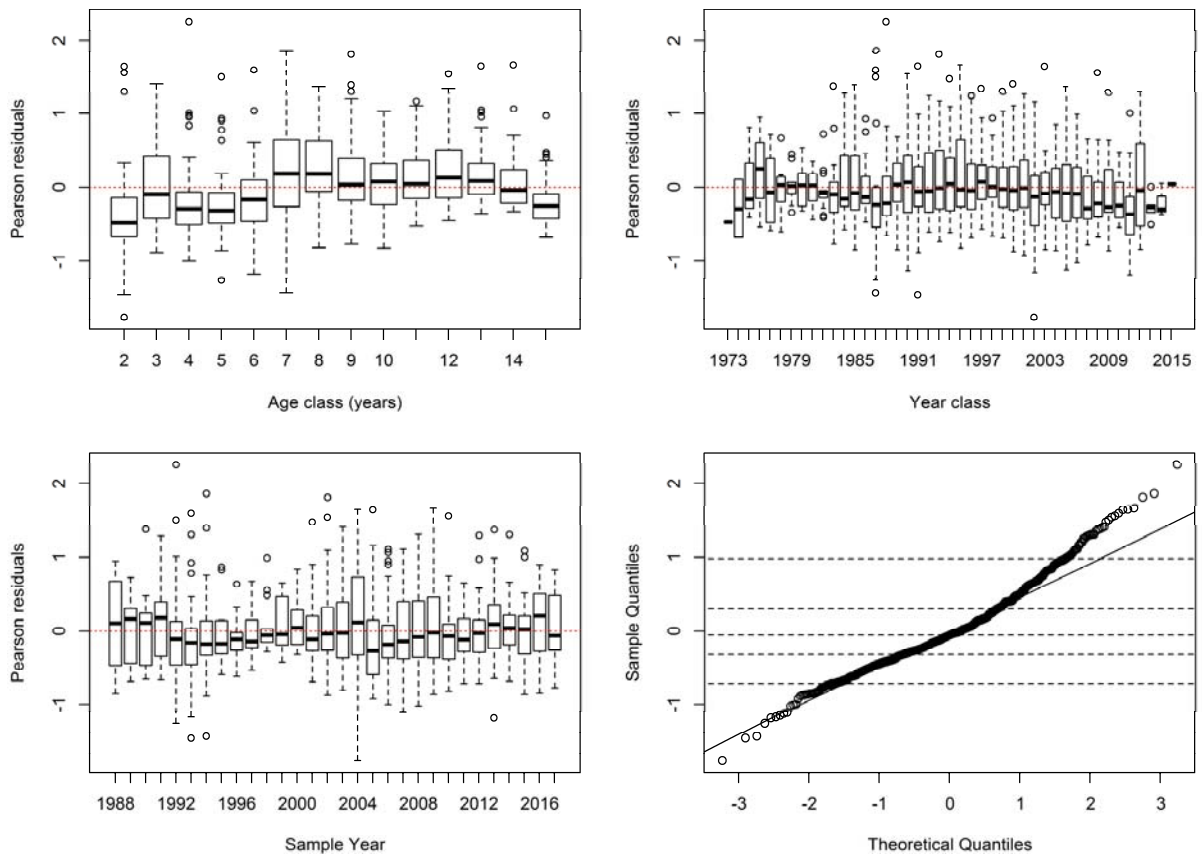 Pearson residuals
2
1
0
-1
2 3 4 5 6 7 8 9 10 12 14
Age class (years)
Pearson residuals
2
1
0
-1
1973 1979 1985 1991 1997 2003 2009 2015
Year class
Pearson residuals
2
1
0
-1
1988 1992 1996 2000 2004 2008 2012 2016
Sample Year
Sample Quantiles
2
1
0
-1
-3 -2 -1 0 1 2 3
Theoretical Quantiles